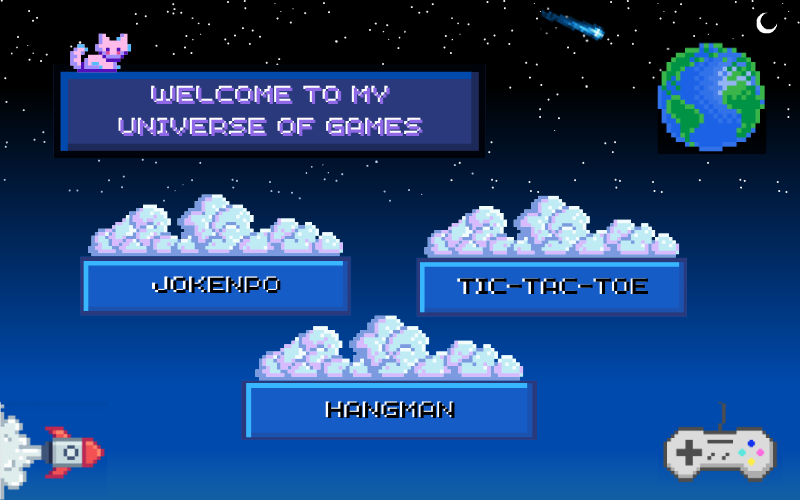 WELCOME TO MY
UNIVERSE OF GAMES
JOKENPO
TIC-TAC-TOE
HANGMAN